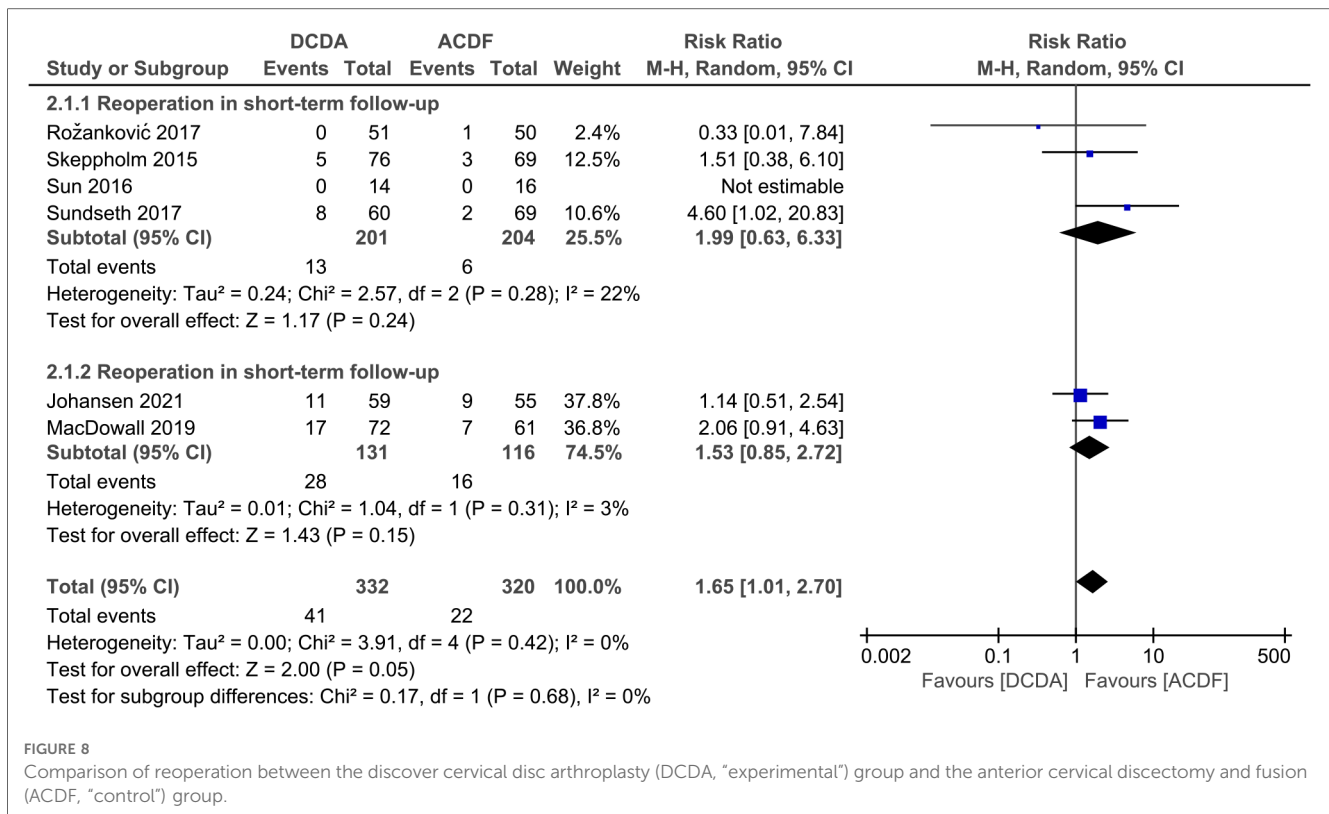 DCDA ACDF Risk Ratio Risk Ratio
Study or Subgroup Events Total Events Total Weight M-H, Random, 95% CI M-H, Random, 95% CI
2.1.1 Reoperation in short-term follow-up
Rožanković 2017 0 51 1 50 2.4% 0.33 [0.01, 7.84]
Skeppholm 2015 5 76 3 69 12.5% 1.51 [0.38, 6.10]
Sun 2016 0 14 0 16 Not estimable
Sundseth 2017 8 60 2 69 10.6% 4.60 [1.02, 20.83]
Subtotal (95% CI) 201 204 25.5% 1.99 [0.63, 6.33]
Total events 13 6
Heterogeneity: Tau² = 0.24; Chi² = 2.57, df = 2 (P = 0.28); I² = 22%
Test for overall effect: Z = 1.17 (P = 0.24)
2.1.2 Reoperation in short-term follow-up
Johansen 2021 11 59 9 55 37.8% 1.14 [0.51, 2.54]
MacDowall 2019 17 72 7 61 36.8% 2.06 [0.91, 4.63]
Subtotal (95% CI) 131 116 74.5% 1.53 [0.85, 2.72]
Total events 28 16
Heterogeneity: Tau² = 0.01; Chi² = 1.04, df = 1 (P = 0.31); I² = 3%
Test for overall effect: Z = 1.43 (P = 0.15)
Total (95% CI) 332 320 100.0% 1.65 [1.01, 2.70]
Total events 41 22
Heterogeneity: Tau² = 0.00; Chi² = 3.91, df = 4 (P = 0.42); I² = 0%
Test for overall effect: Z = 2.00 (P = 0.05)
Test for subgroup differences: Chi² = 0.17, df = 1 (P = 0.68), I² = 0%
0.002 0.1 1 10 500
Favours [DCDA] Favours [ACDF]
FIGURE 8
Comparison of reoperation between the discover cervical disc arthroplasty (DCDA, “experimental”) group and the anterior cervical discectomy and fusion
(ACDF, “control”) group.